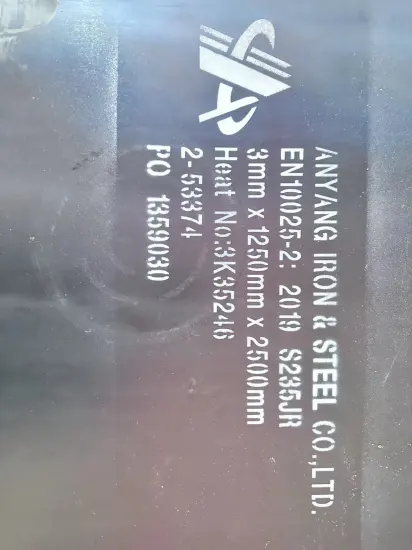 ANYANG IRON & STEEL CO.,LTD.
EN10025-2: 2019 S235JR
3mm x 1250mm x 2500mm
Heat No:3K35246
2-53374
PO 1359030